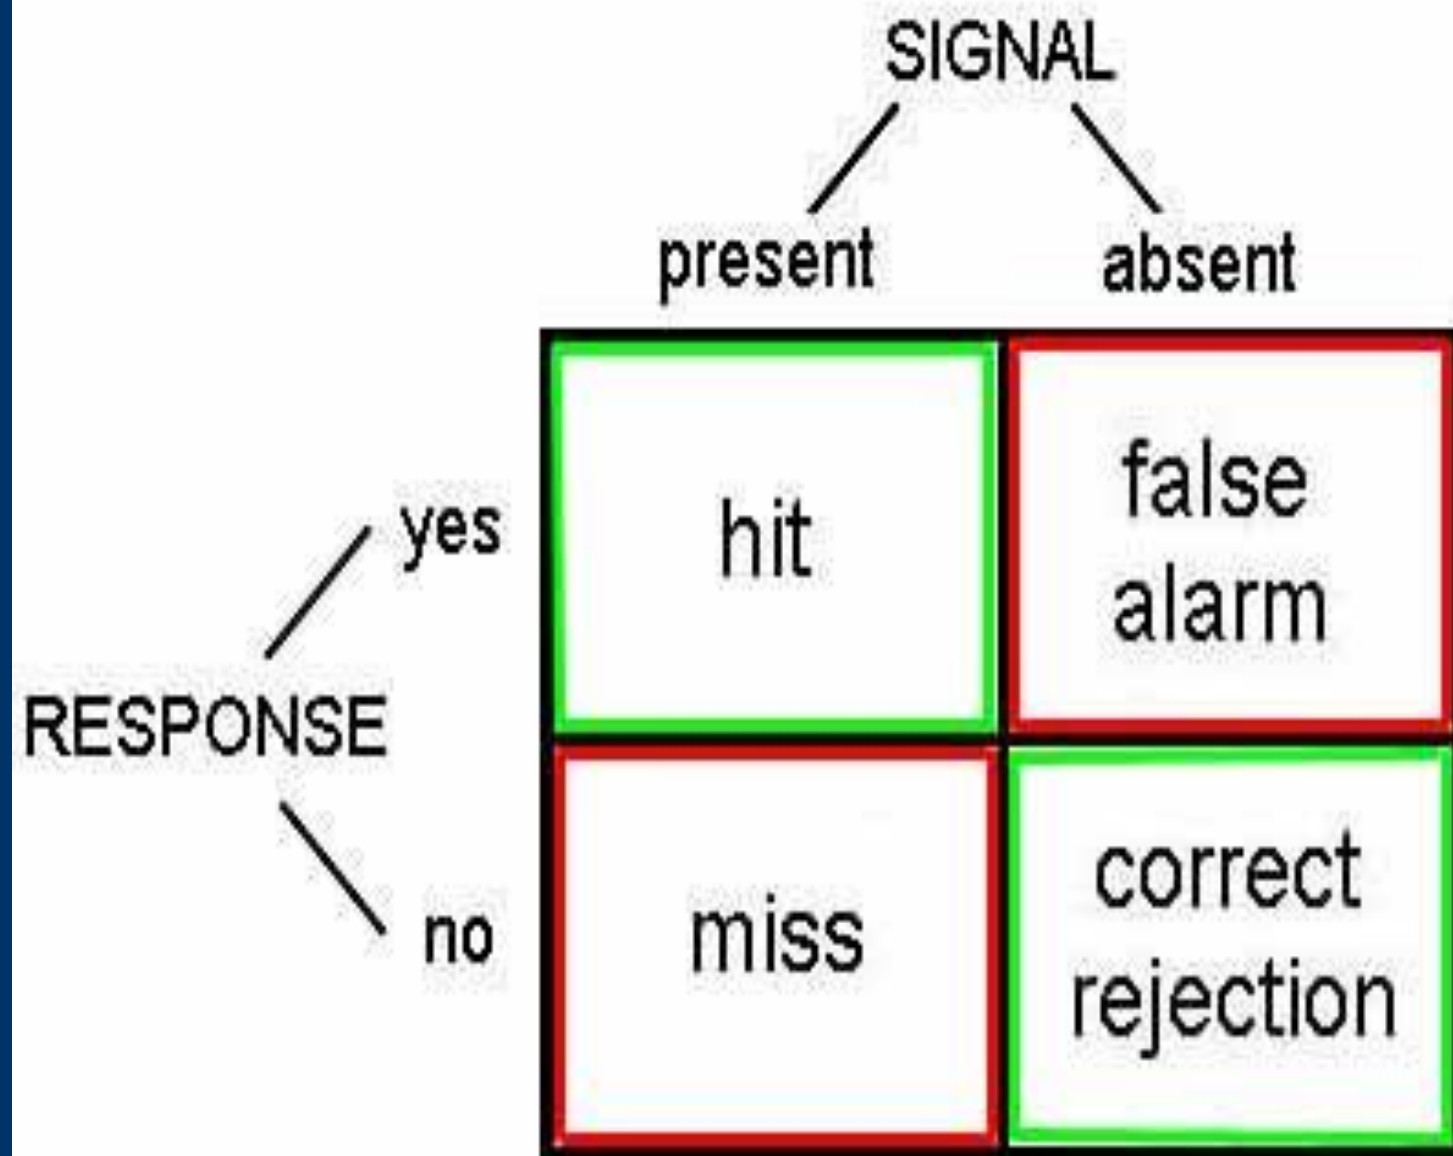 SIGNAL
present absent
yes
hit
false
alarm
RESPONSE
no
miss
correct
rejection